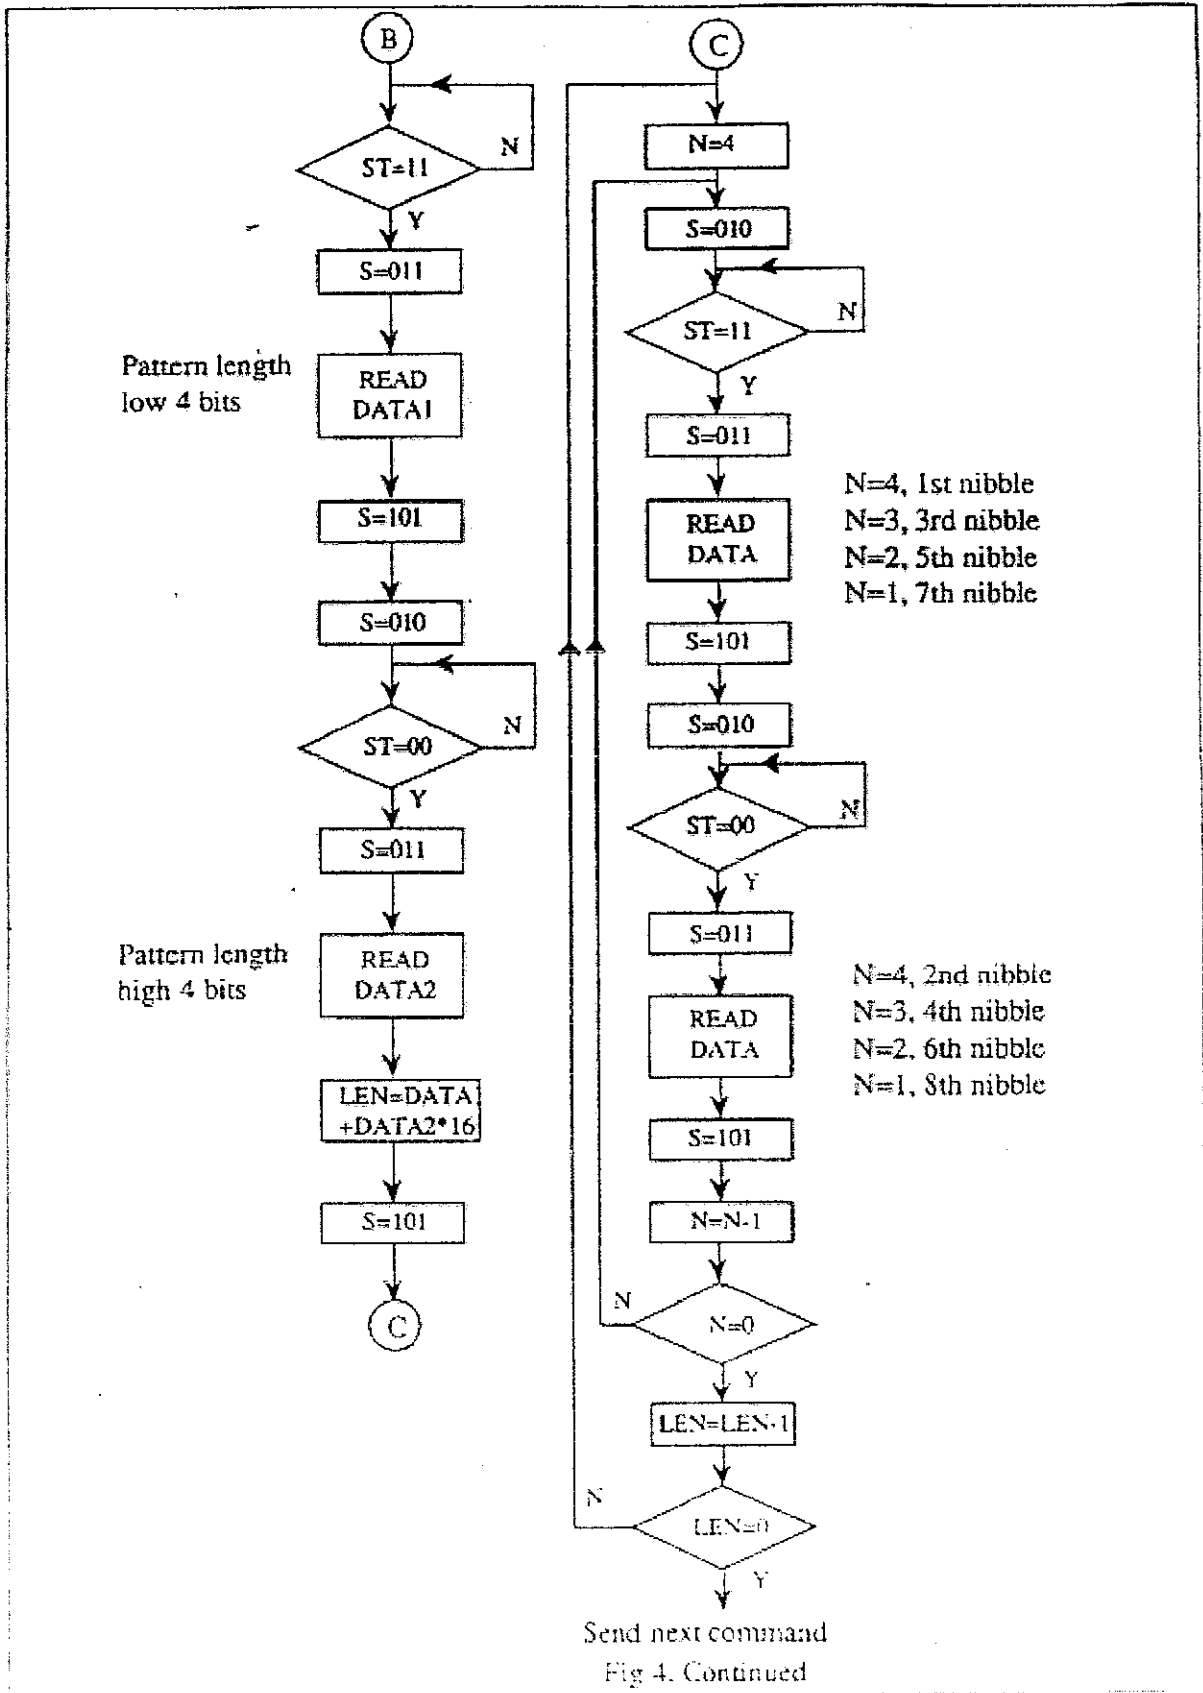 B
ST=11
N
Y
S=011
Pattern length
low 4 bits
READ
DATA1
S=101
S=010
ST=00
N
Y
S=011
Pattern length
high 4 bits
READ
DATA2
LEN=DATA
+DATA2*16
S=101
C
C
N=4
S=010
ST=11
N
Y
S=011
READ
DATA
N=4, 1st nibble
N=3, 3rd nibble
N=2, 5th nibble
N=1, 7th nibble
S=101
S=010
ST=00
N
Y
S=011
READ
DATA
N=4, 2nd nibble
N=3, 4th nibble
N=2, 6th nibble
N=1, 8th nibble
S=101
N=N-1
N=0
N
Y
LEN=LEN-1
LEN=0
N
Y
Send next command
Fig 4. Continued